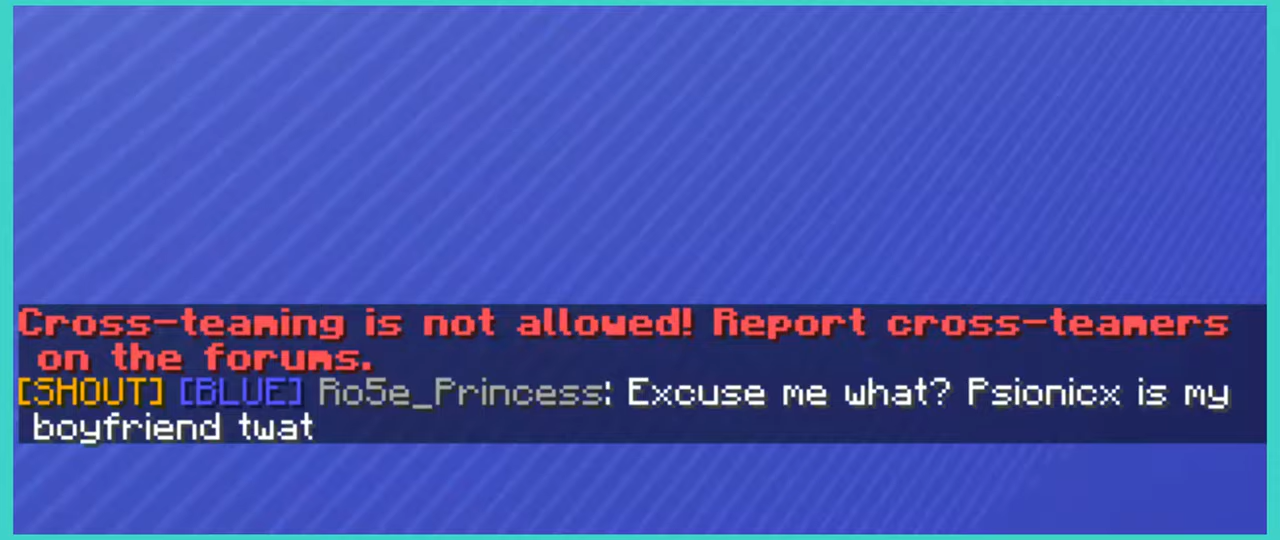 Cross-teaming is not allowed! Report cross-teamers
on the forums.
[SHOUT] [BLUE] Ro5e_Princess: Excuse me what? Psionicx is my
boyfriend twat